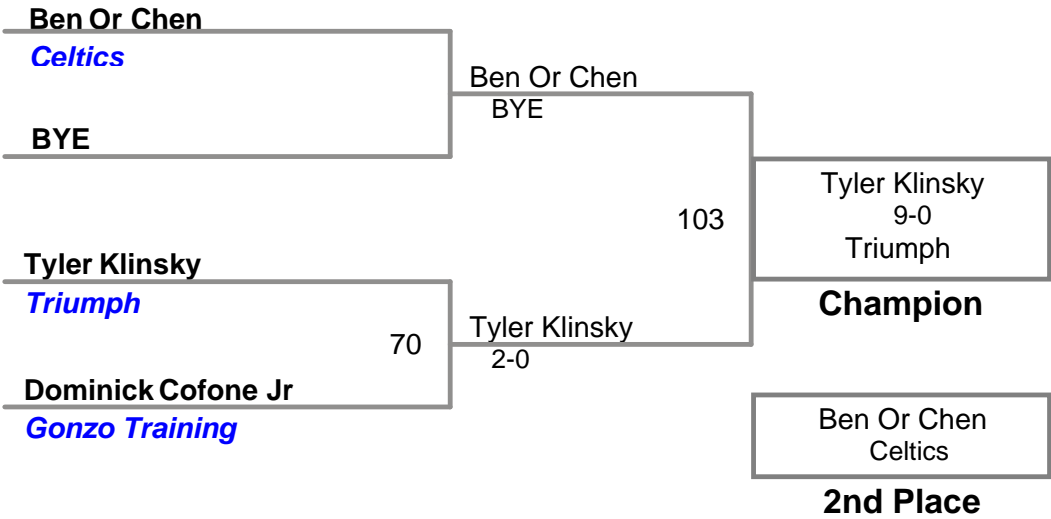 Ben Or Chen
Celtics
BYE
Tyler Klinsky
Triumph
70
Dominick Cofone Jr
Gonzo Training
Ben Or Chen
BYE
103
Tyler Klinsky
2-0
Tyler Klinsky
9-0
Triumph
Champion
Ben Or Chen
Celtics
2nd Place